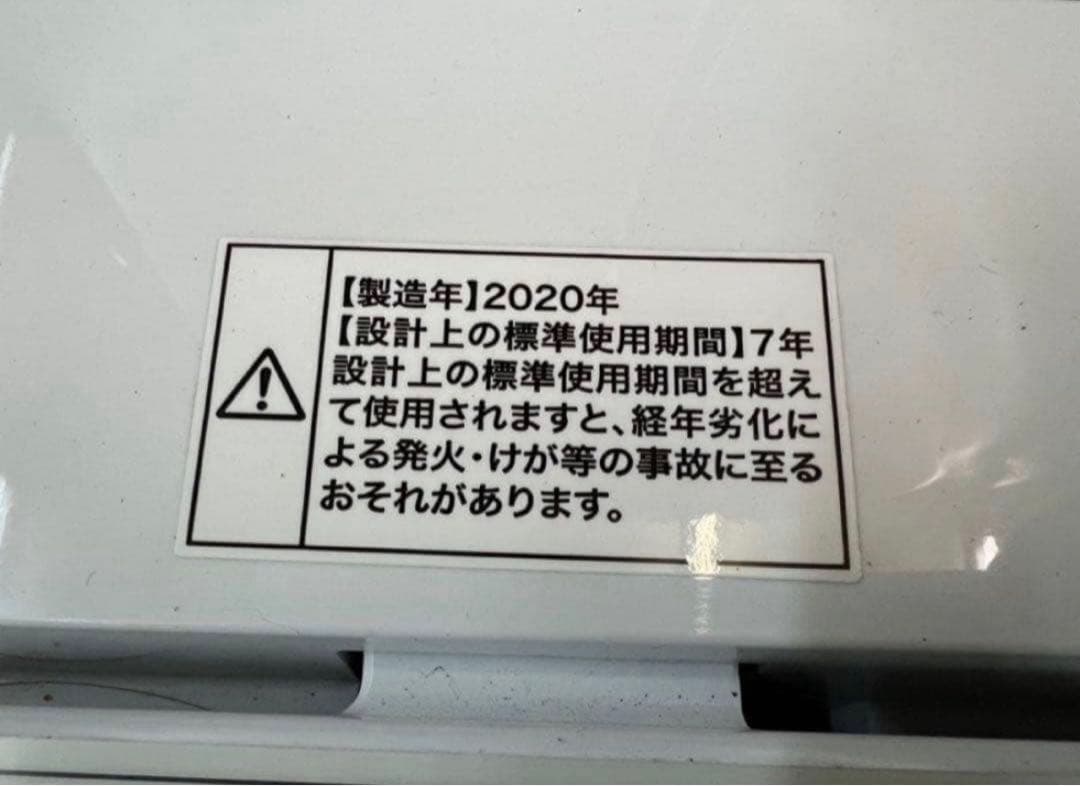 【製造年】2020年
【設計上の標準使用期間】7年
設計上の標準使用期間を超え
て使用されますと、経年劣化に
よる発火・けが等の事故に至る
おそれがあります。